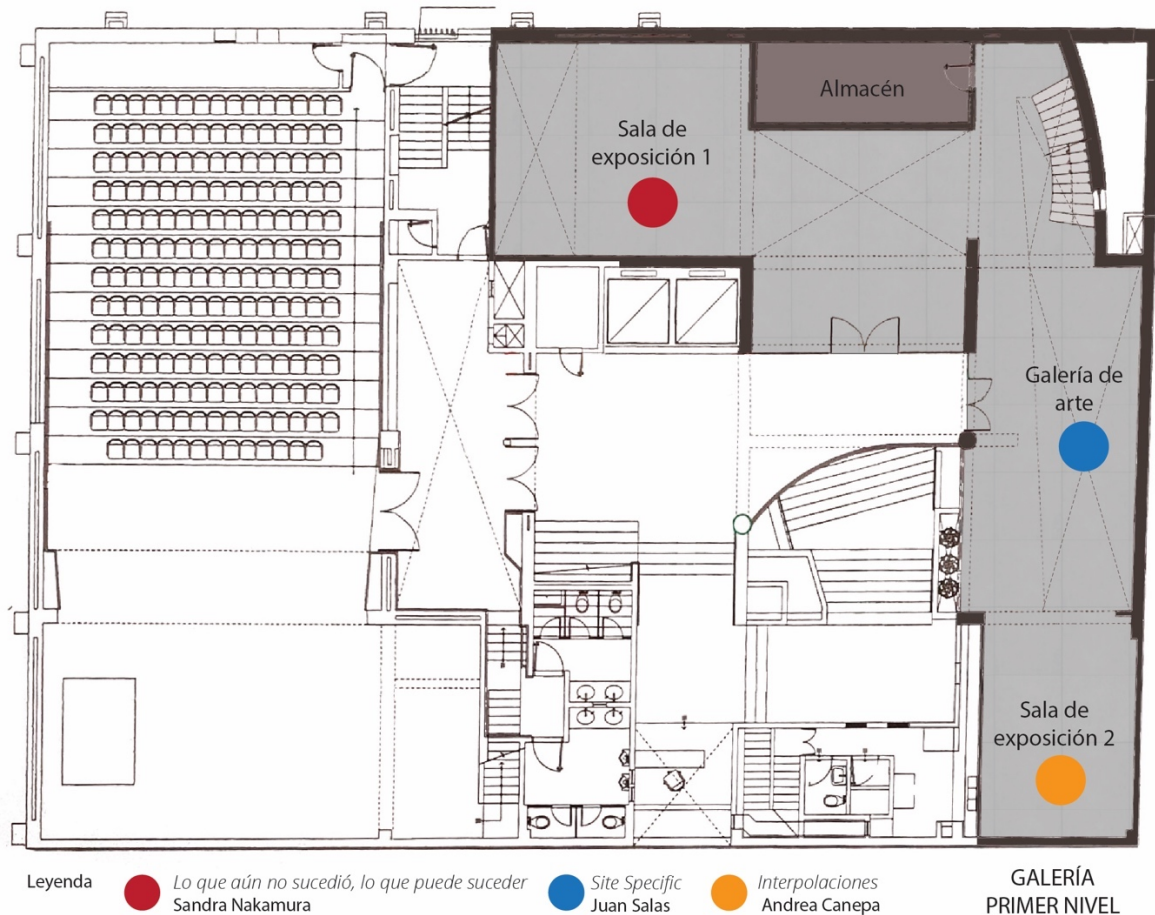 Almacén
Sala de
exposición 1
Galería de
arte
Sala de
exposición 2
Leyenda
Lo que aún no sucedió, lo que puede suceder
Sandra Nakamura
Site Specific
Juan Salas
Interpolaciones
Andrea Canepa
GALERÍA
PRIMER NIVEL